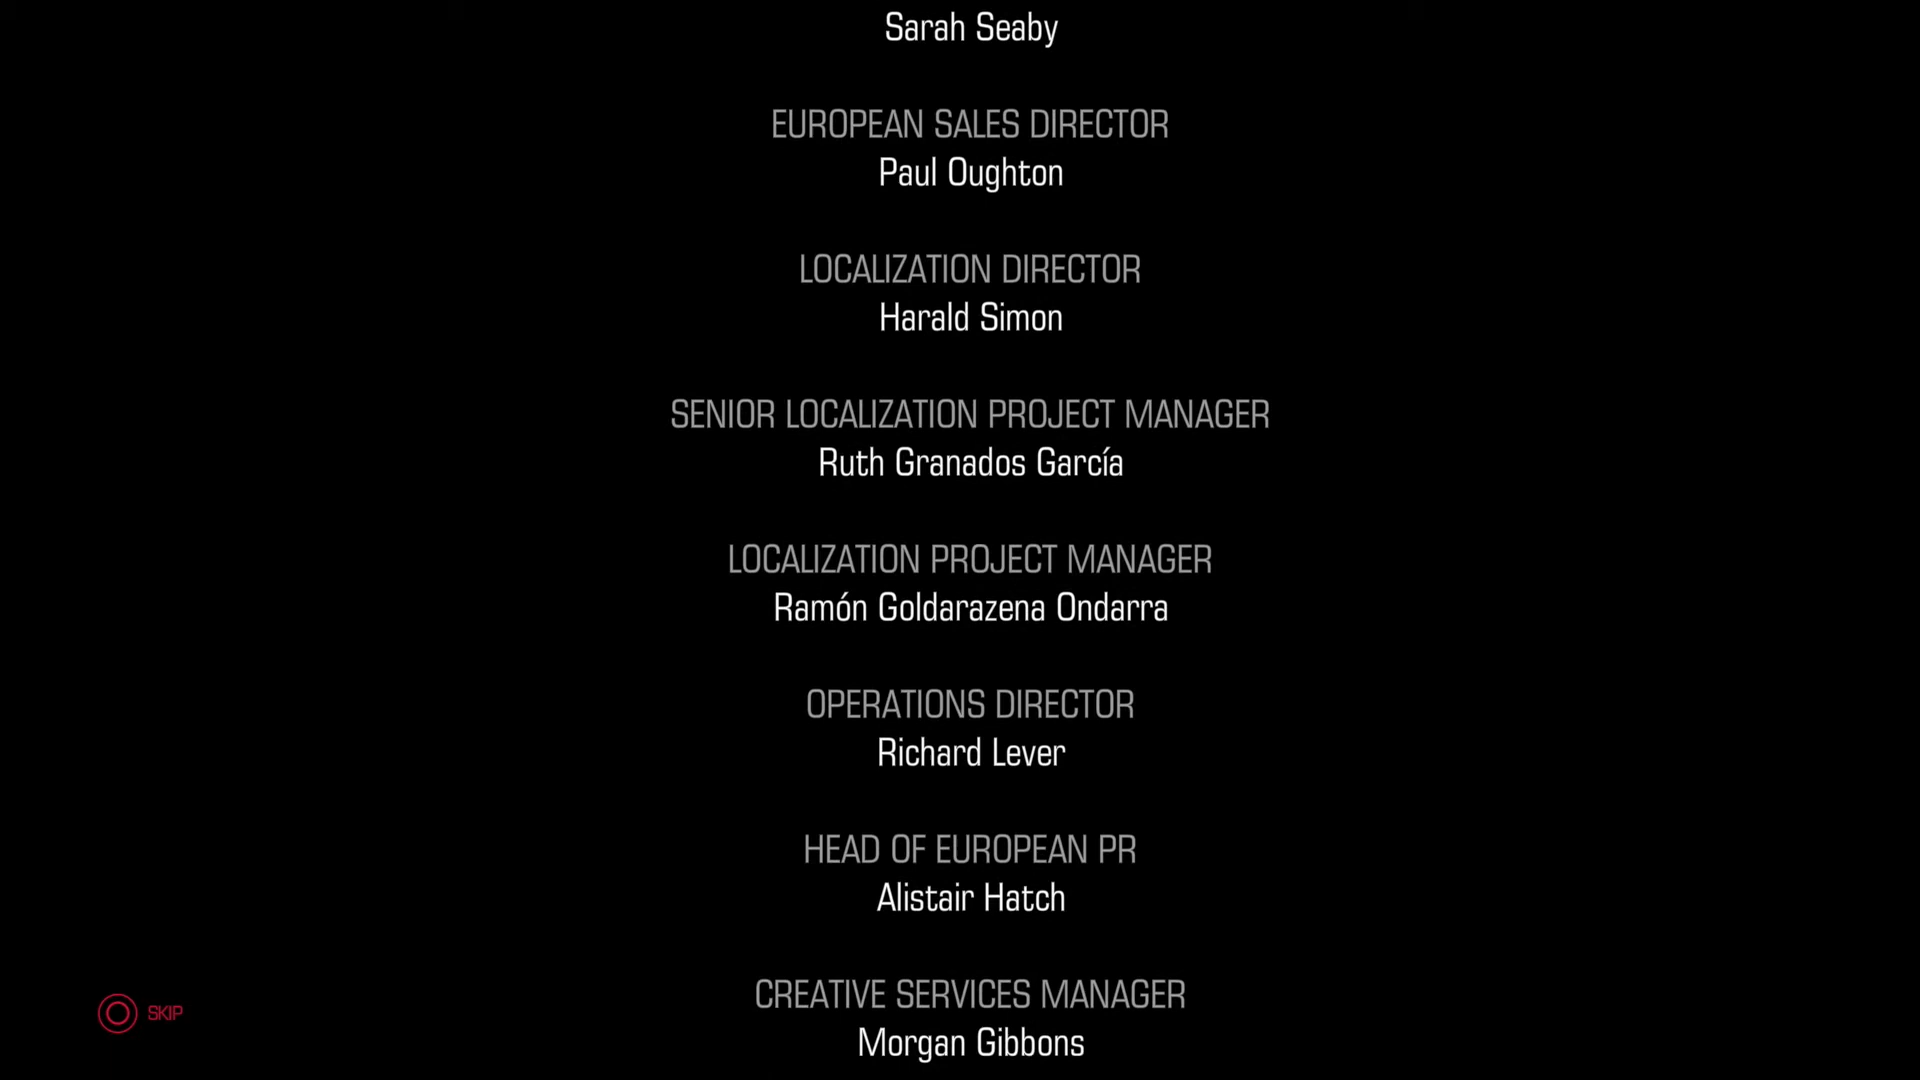 Sarah Seaby
EUROPEAN SALES DIRECTOR
Paul Oughton
LOCALIZATION DIRECTOR
Harald Simon
SENIOR LOCALIZATION PROJECT MANAGER
Ruth Granados García
LOCALIZATION PROJECT MANAGER
Ramón Goldarazena Ondarra
OPERATIONS DIRECTOR
Richard Lever
HEAD OF EUROPEAN PR
Alistair Hatch
CREATIVE SERVICES MANAGER
Morgan Gibbons
SKIP